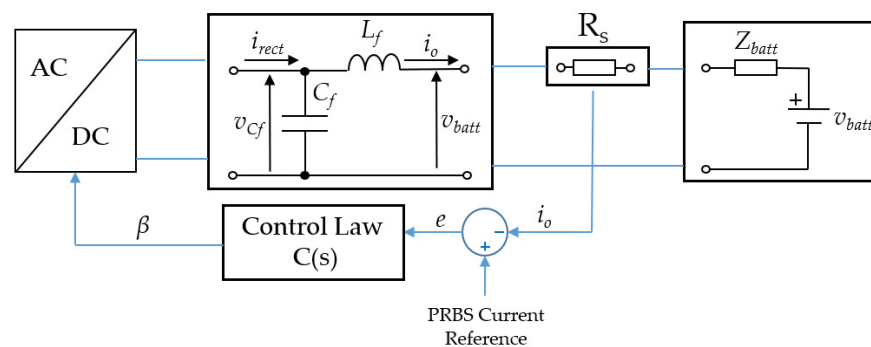 AC
DC
i_rect
L_f
i_o
C_f
v_Cf
v_batt
R_s
Z_batt
+
v_batt
β
Control Law
C(s)
e
-
+
i_o
PRBS Current
Reference